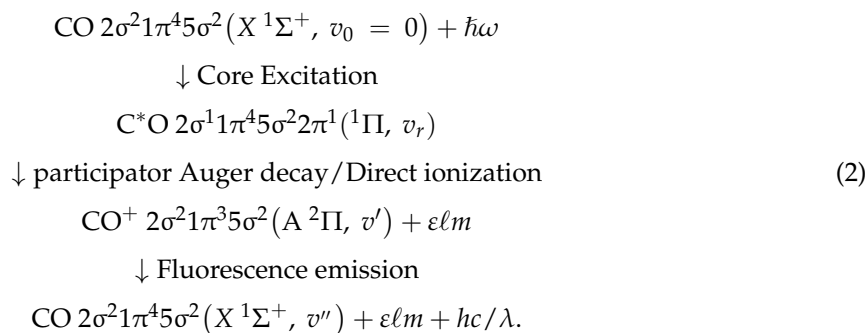 CO 2σ²1π⁴5σ²(X ¹Σ⁺, v₀ = 0) + ℏω
↓ Core Excitation
C*O 2σ¹1π⁴5σ²2π¹(¹Π, vᵣ)
↓ participator Auger decay/Direct ionization (2)
CO⁺ 2σ²1π³5σ²(A ²Π, v′) + εℓm
↓ Fluorescence emission
CO 2σ²1π⁴5σ²(X ¹Σ⁺, v″) + εℓm + hc/λ.